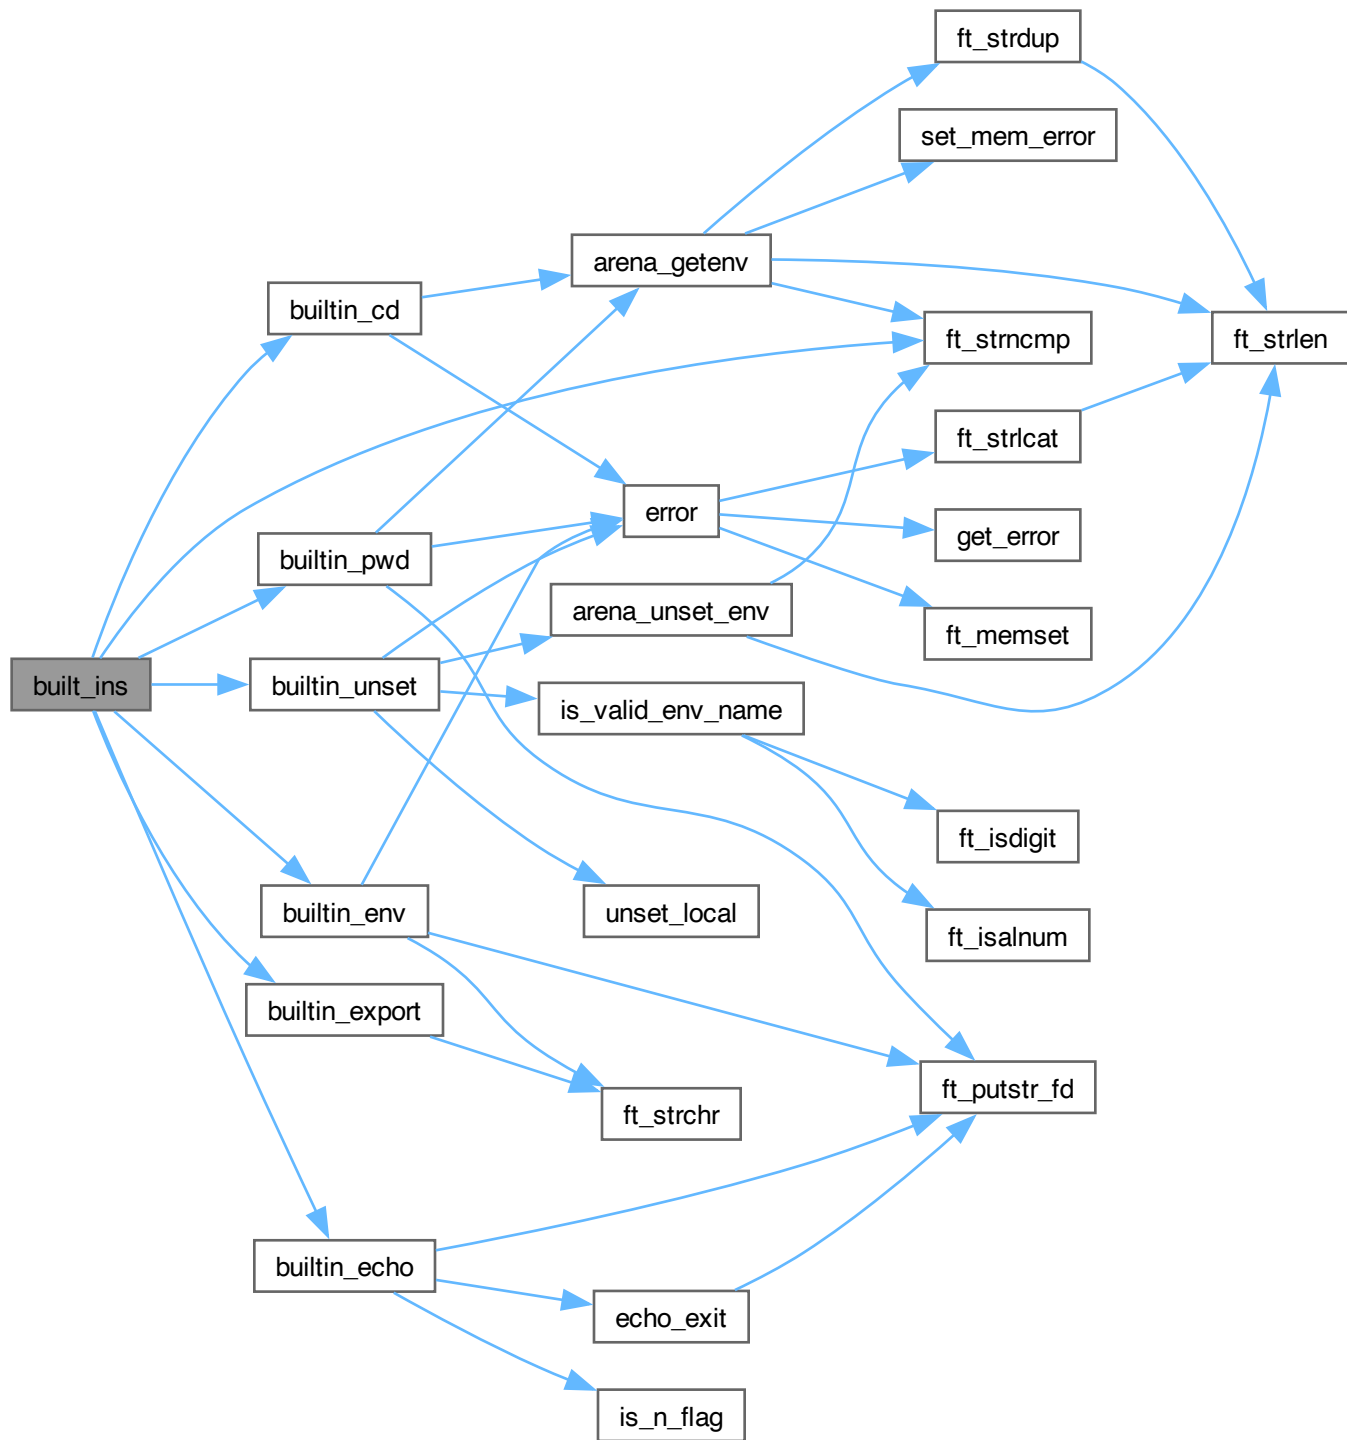 ft_strdup
set_mem_error
arena_getenv
builtin_cd
ft_strncmp
ft_strlen
ft_strlcat
error
get_error
builtin_pwd
arena_unset_env
ft_memset
built_ins
builtin_unset
is_valid_env_name
ft_isdigit
builtin_env
unset_local
ft_isalnum
builtin_export
ft_putstr_fd
ft_strchr
builtin_echo
echo_exit
is_n_flag